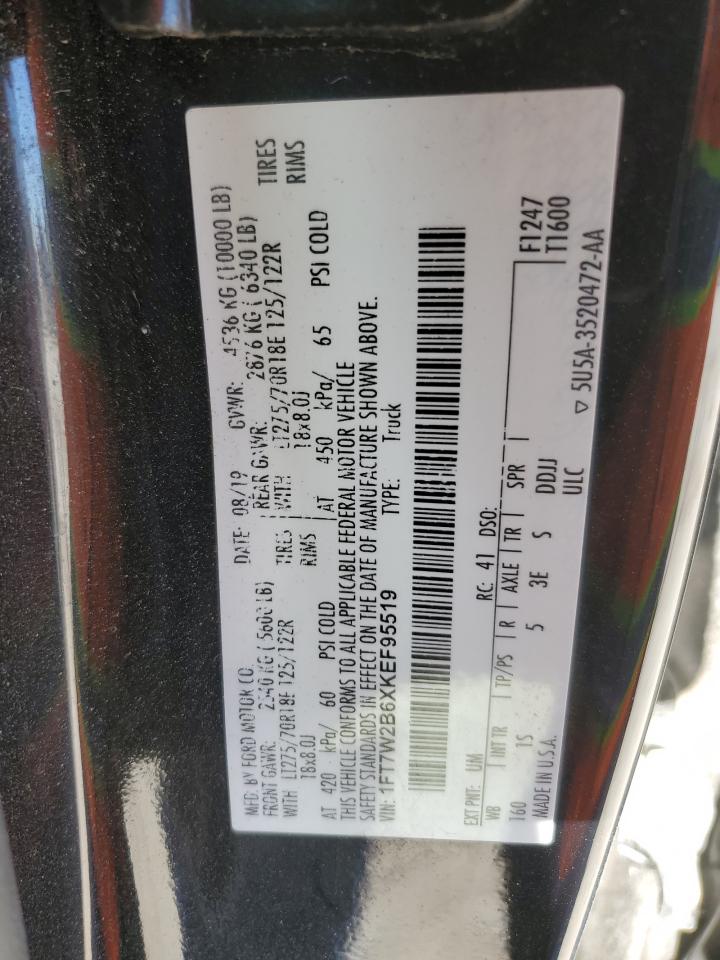 MFD. BY FORD MOTOR CO. DATE: 08/19 GVWR: 4536 KG (10000 LB)
FRONT GAWR: 2540 KG (5600 LB) REAR GAWR: 2876 KG ( 6340 LB)
WITH LT275/70R18E 125/122R TIRES WITH LT275/70R18E 125/122R TIRES
18x8.0J RIMS 18x8.0J RIMS
AT 420 kPa/ 60 PSI COLD AT 450 kPa/ 65 PSI COLD
THIS VEHICLE CONFORMS TO ALL APPLICABLE FEDERAL MOTOR VEHICLE
SAFETY STANDARDS IN EFFECT ON THE DATE OF MANUFACTURE SHOWN ABOVE.
VIN: 1FT7W2B6XKEF95519 TYPE: Truck
EXT PNT: UM RC: 41 DSO:
WB INT TR TP/PS R AXLE TR SPR F1247
160 1S 5 3E S DDJJ T1600
MADE IN U.S.A. ULC
▽ 5U5A-3520472-AA